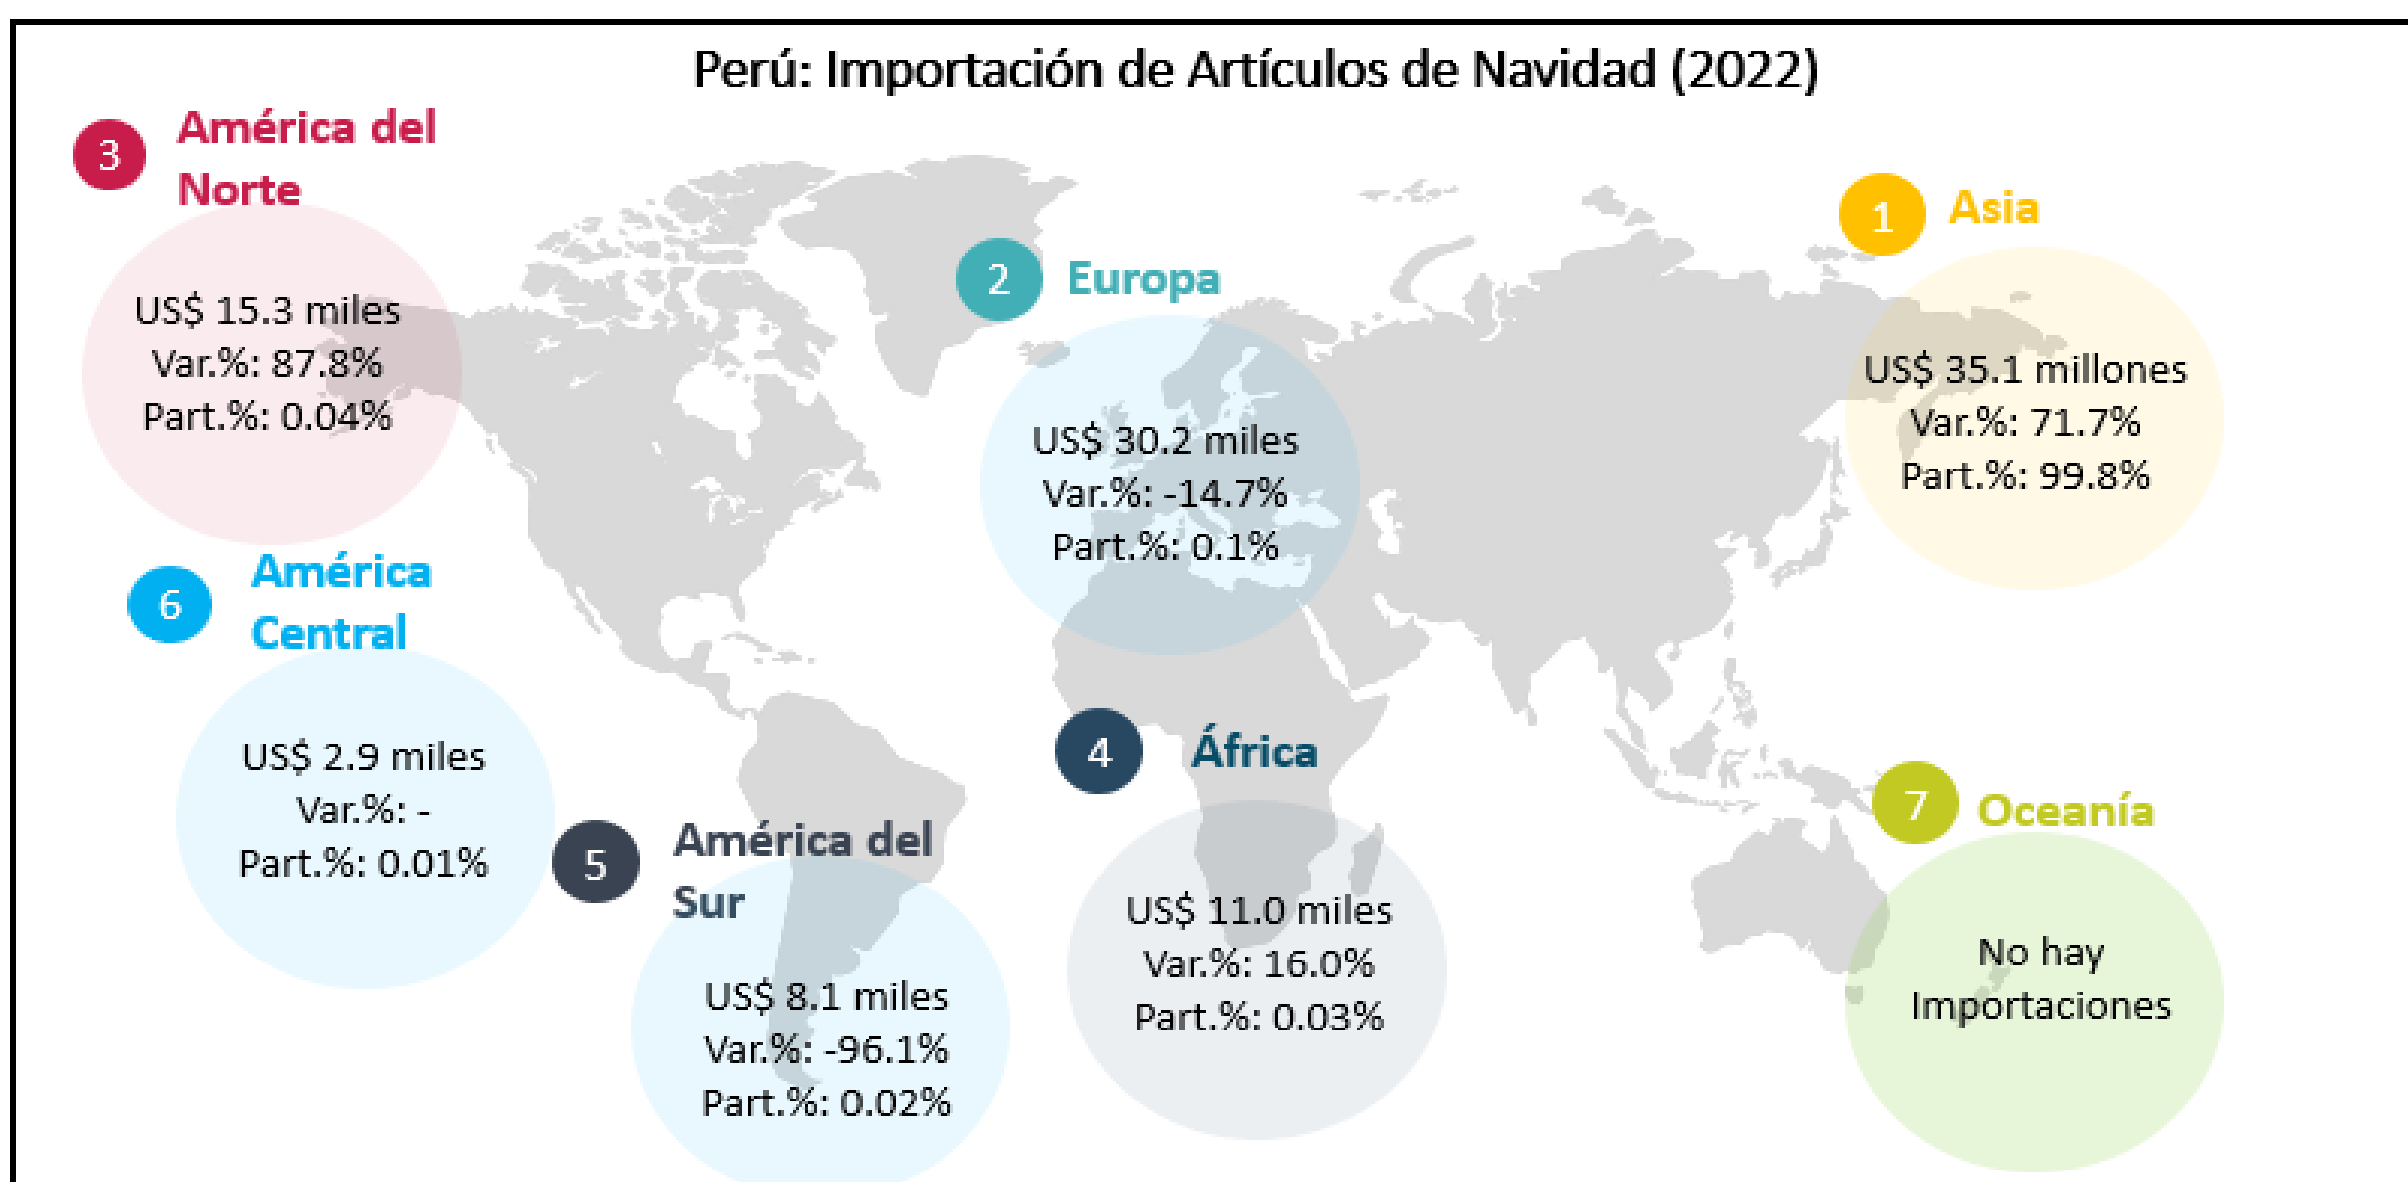 Perú: Importación de Artículos de Navidad (2022)
3
América del
Norte
US$ 15.3 miles
Var.%: 87.8%
Part.%: 0.04%
2
Europa
US$ 30.2 miles
Var.%: -14.7%
Part.%: 0.1%
1
Asia
US$ 35.1 millones
Var.%: 71.7%
Part.%: 99.8%
6
América
Central
US$ 2.9 miles
Var.%: -
Part.%: 0.01%
5
América del
Sur
US$ 8.1 miles
Var.%: -96.1%
Part.%: 0.02%
4
África
US$ 11.0 miles
Var.%: 16.0%
Part.%: 0.03%
7
Oceanía
No hay
Importaciones